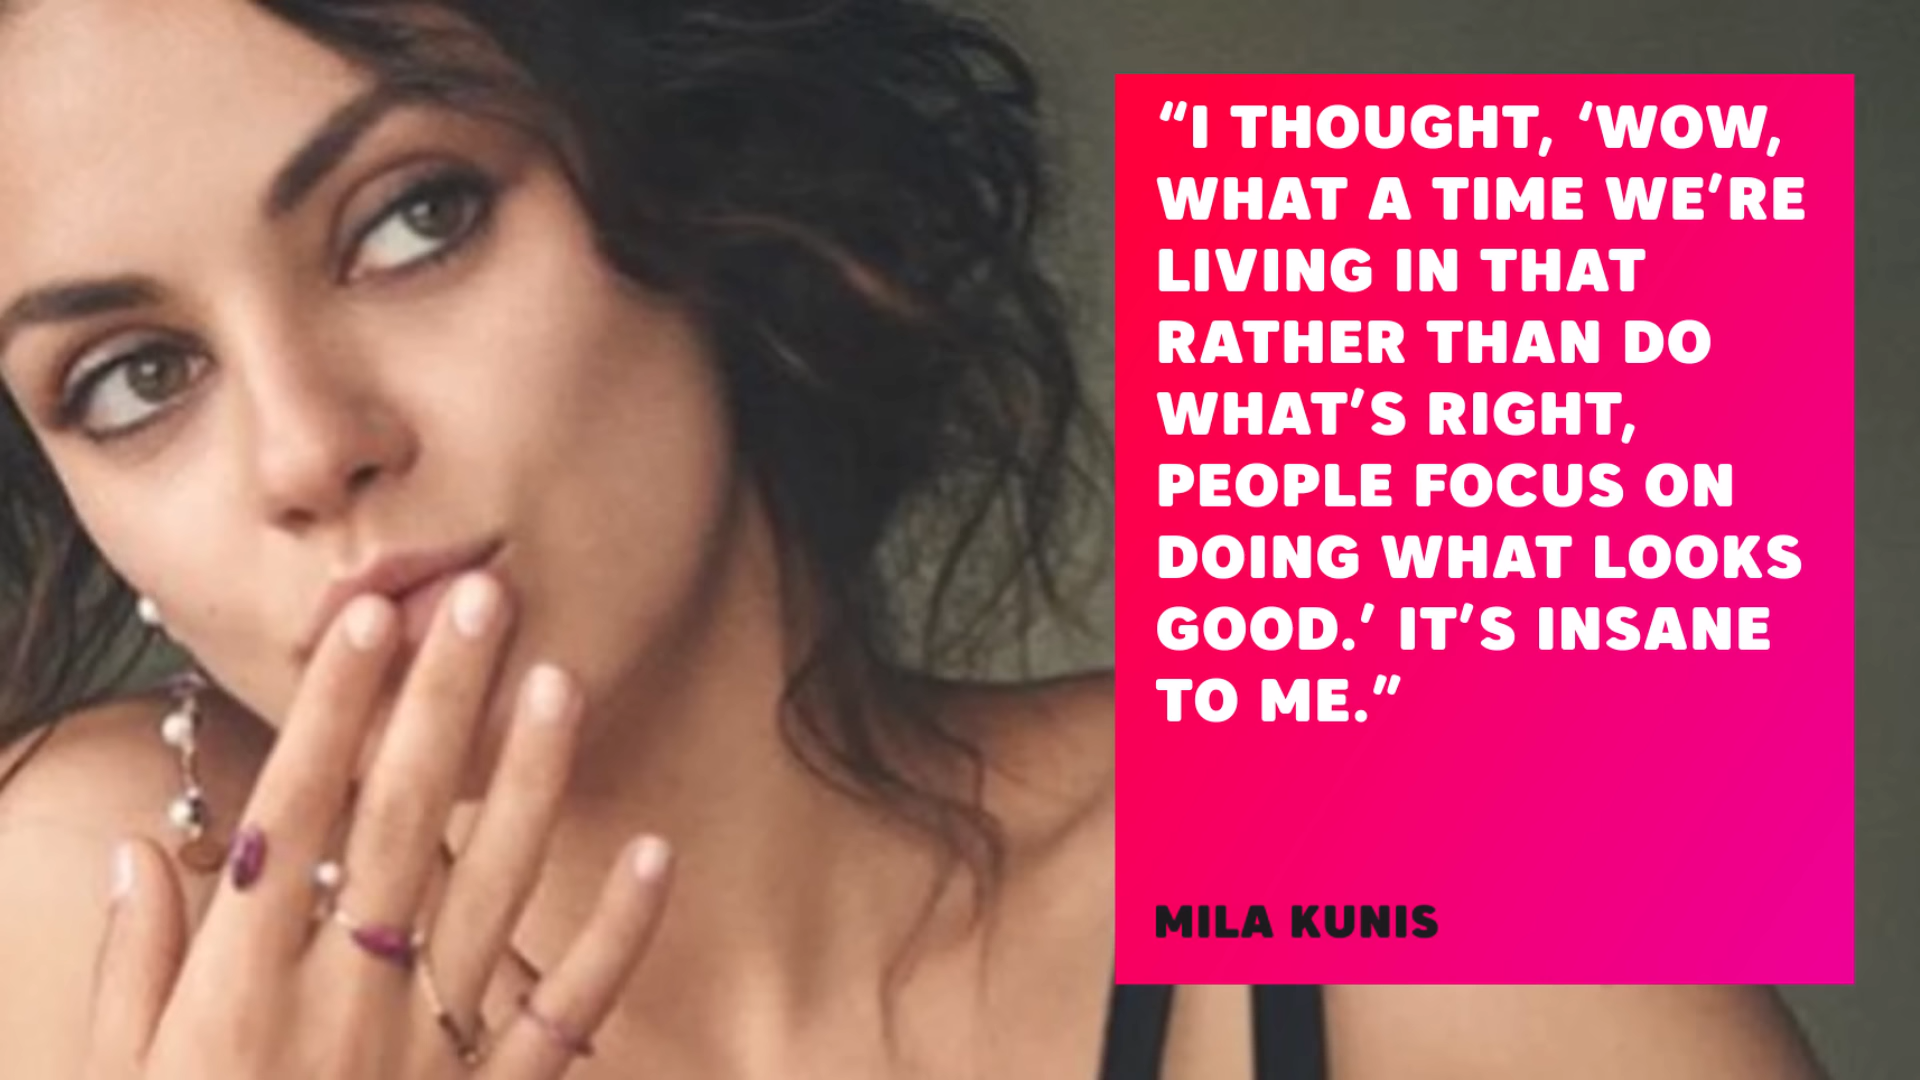 “I THOUGHT, ‘WOW,
WHAT A TIME WE’RE
LIVING IN THAT
RATHER THAN DO
WHAT’S RIGHT,
PEOPLE FOCUS ON
DOING WHAT LOOKS
GOOD.’ IT’S INSANE
TO ME.”
MILA KUNIS